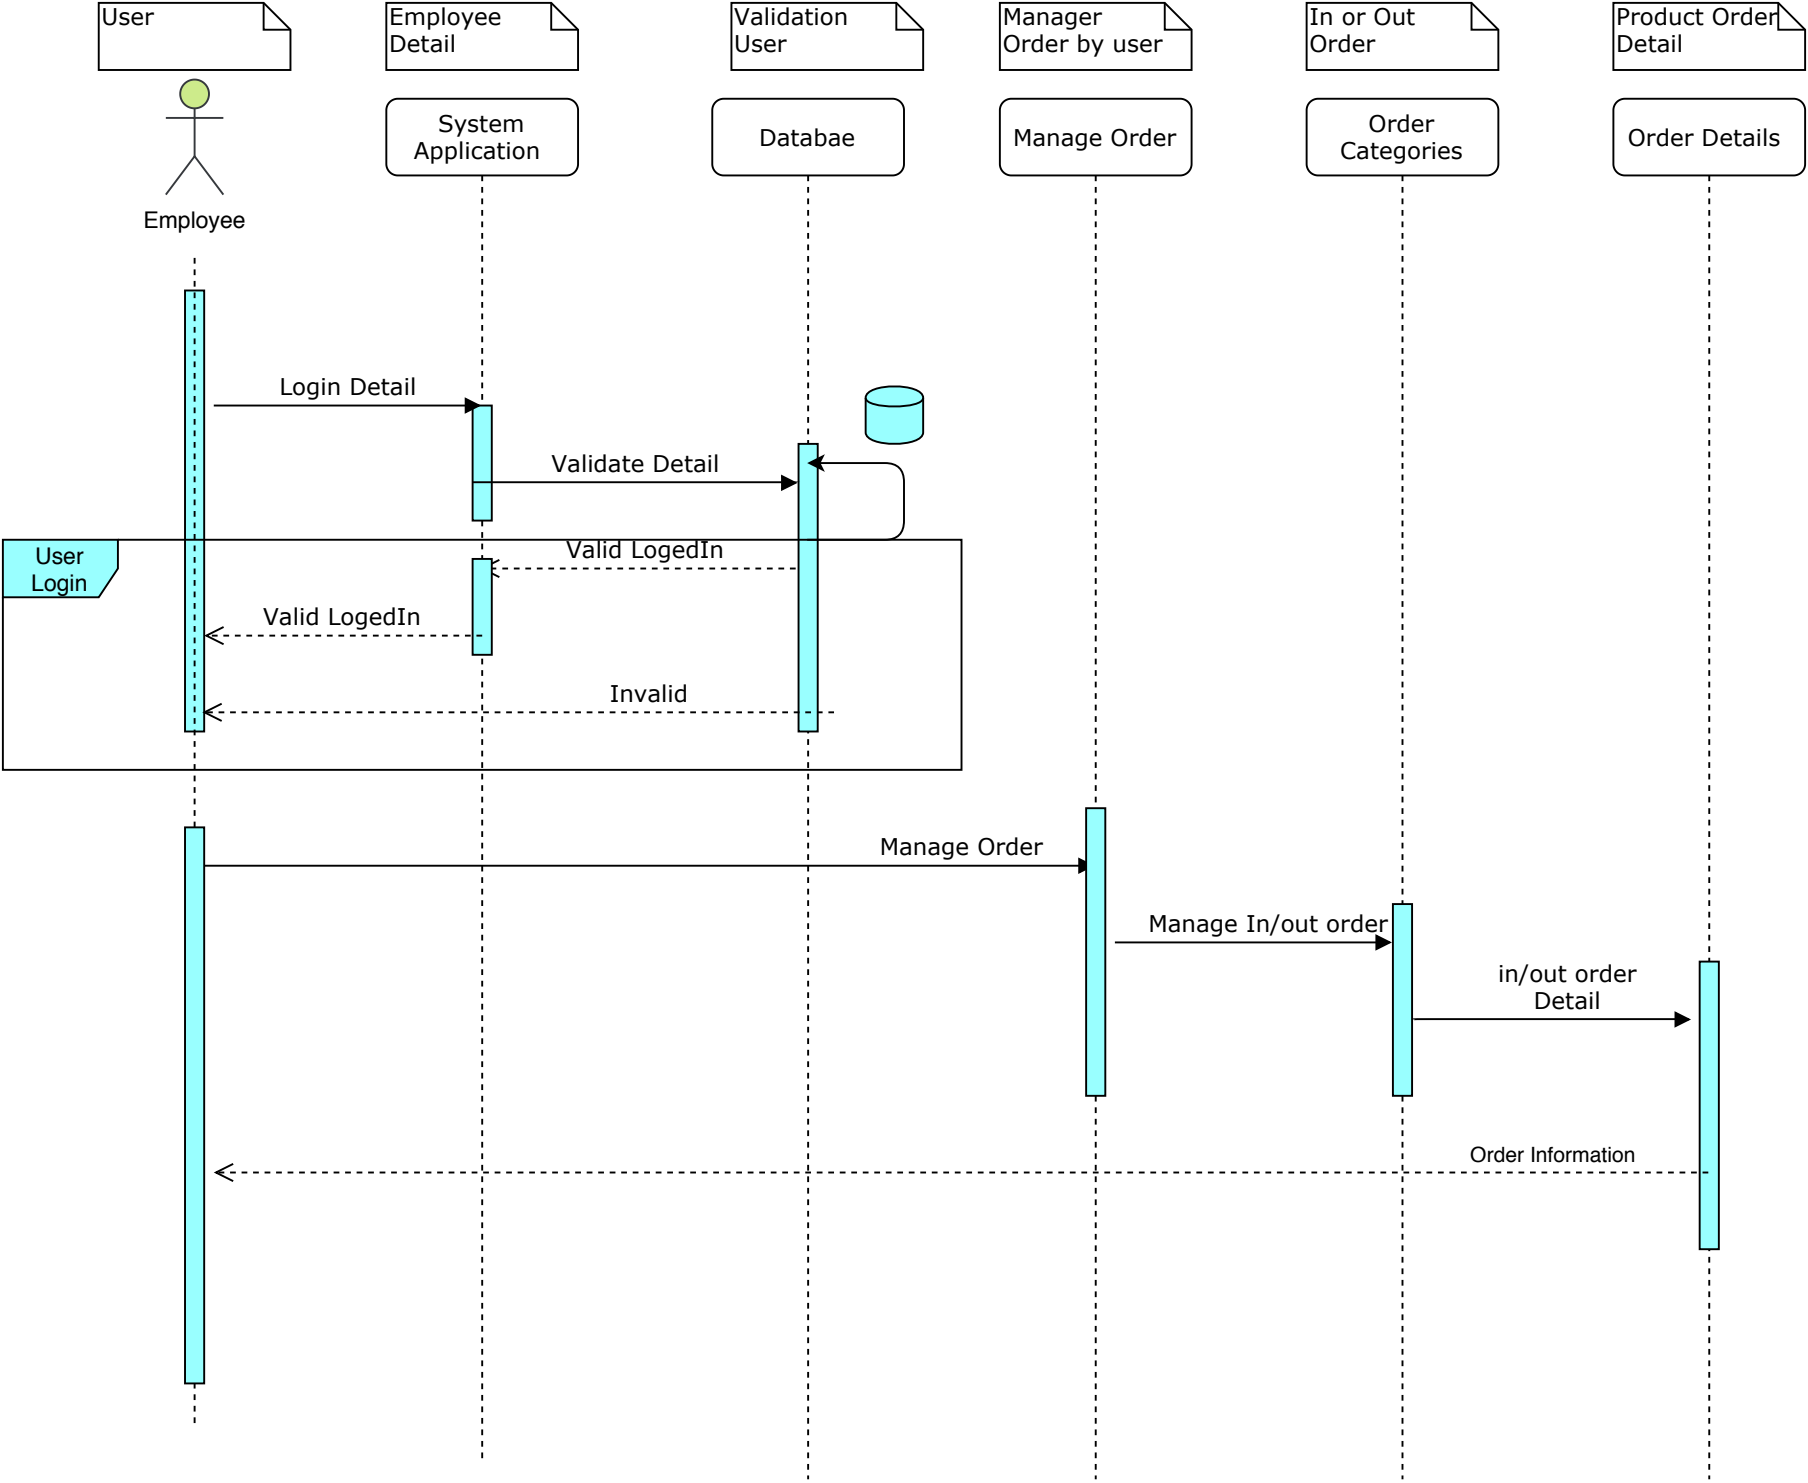 User
Employee
Detail
Validation
User
Manager
Order by user
In or Out
Order
Product Order
Detail
System
Application
Databae
Manage Order
Order
Categories
Order Details
Employee
Login Detail
Validate Detail
User
Login
Valid LogedIn
Valid LogedIn
Invalid
Manage Order
Manage In/out order
in/out order
Detail
Order Information